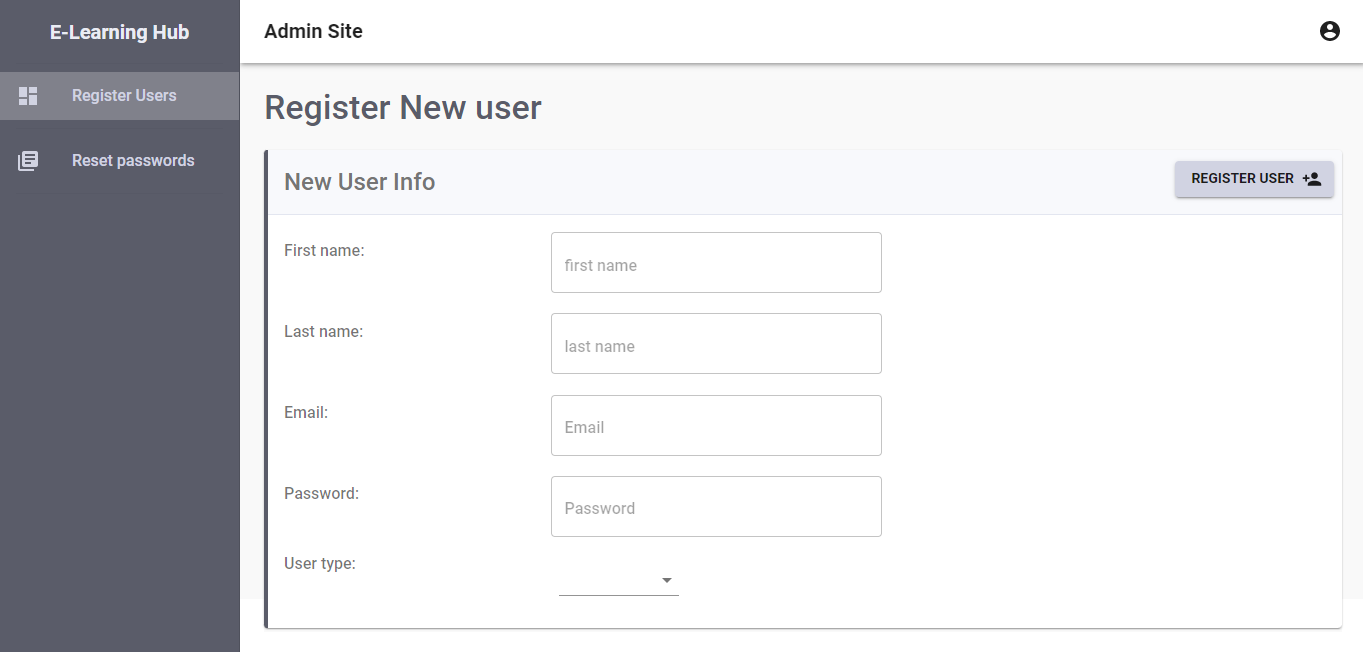 E-Learning Hub
Admin Site
Register Users
Reset passwords
Register New user
New User Info
REGISTER USER
First name:
first name
Last name:
last name
Email:
Email
Password:
Password
User type: